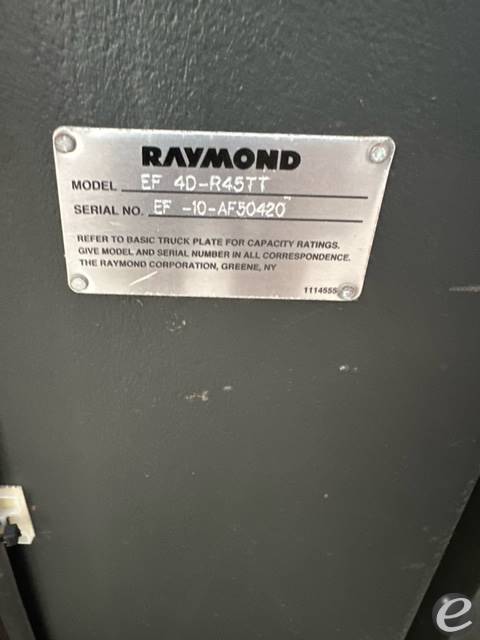 RAYMOND
MODEL EF 4D-R45TT
SERIAL NO. EF -10-AF50420
REFER TO BASIC TRUCK PLATE FOR CAPACITY RATINGS.
GIVE MODEL AND SERIAL NUMBER IN ALL CORRESPONDENCE.
THE RAYMOND CORPORATION, GREENE, NY
1114555
e